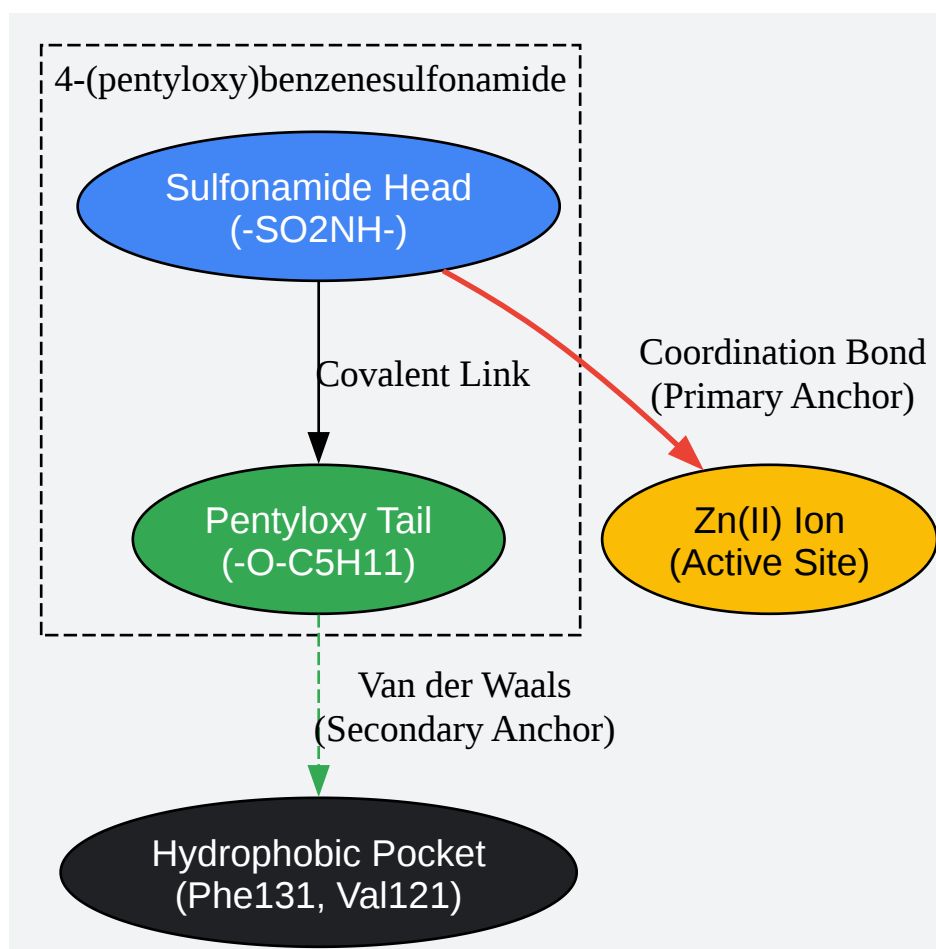 4-(pentyloxy)benzenesulfonamide
Sulfonamide Head
(-SO2NH-)
Covalent Link
Coordination Bond
(Primary Anchor)
Pentyloxy Tail
(-O-C5H11)
Zn(II) Ion
(Active Site)
Van der Waals
(Secondary Anchor)
Hydrophobic Pocket
(Phe131, Val121)